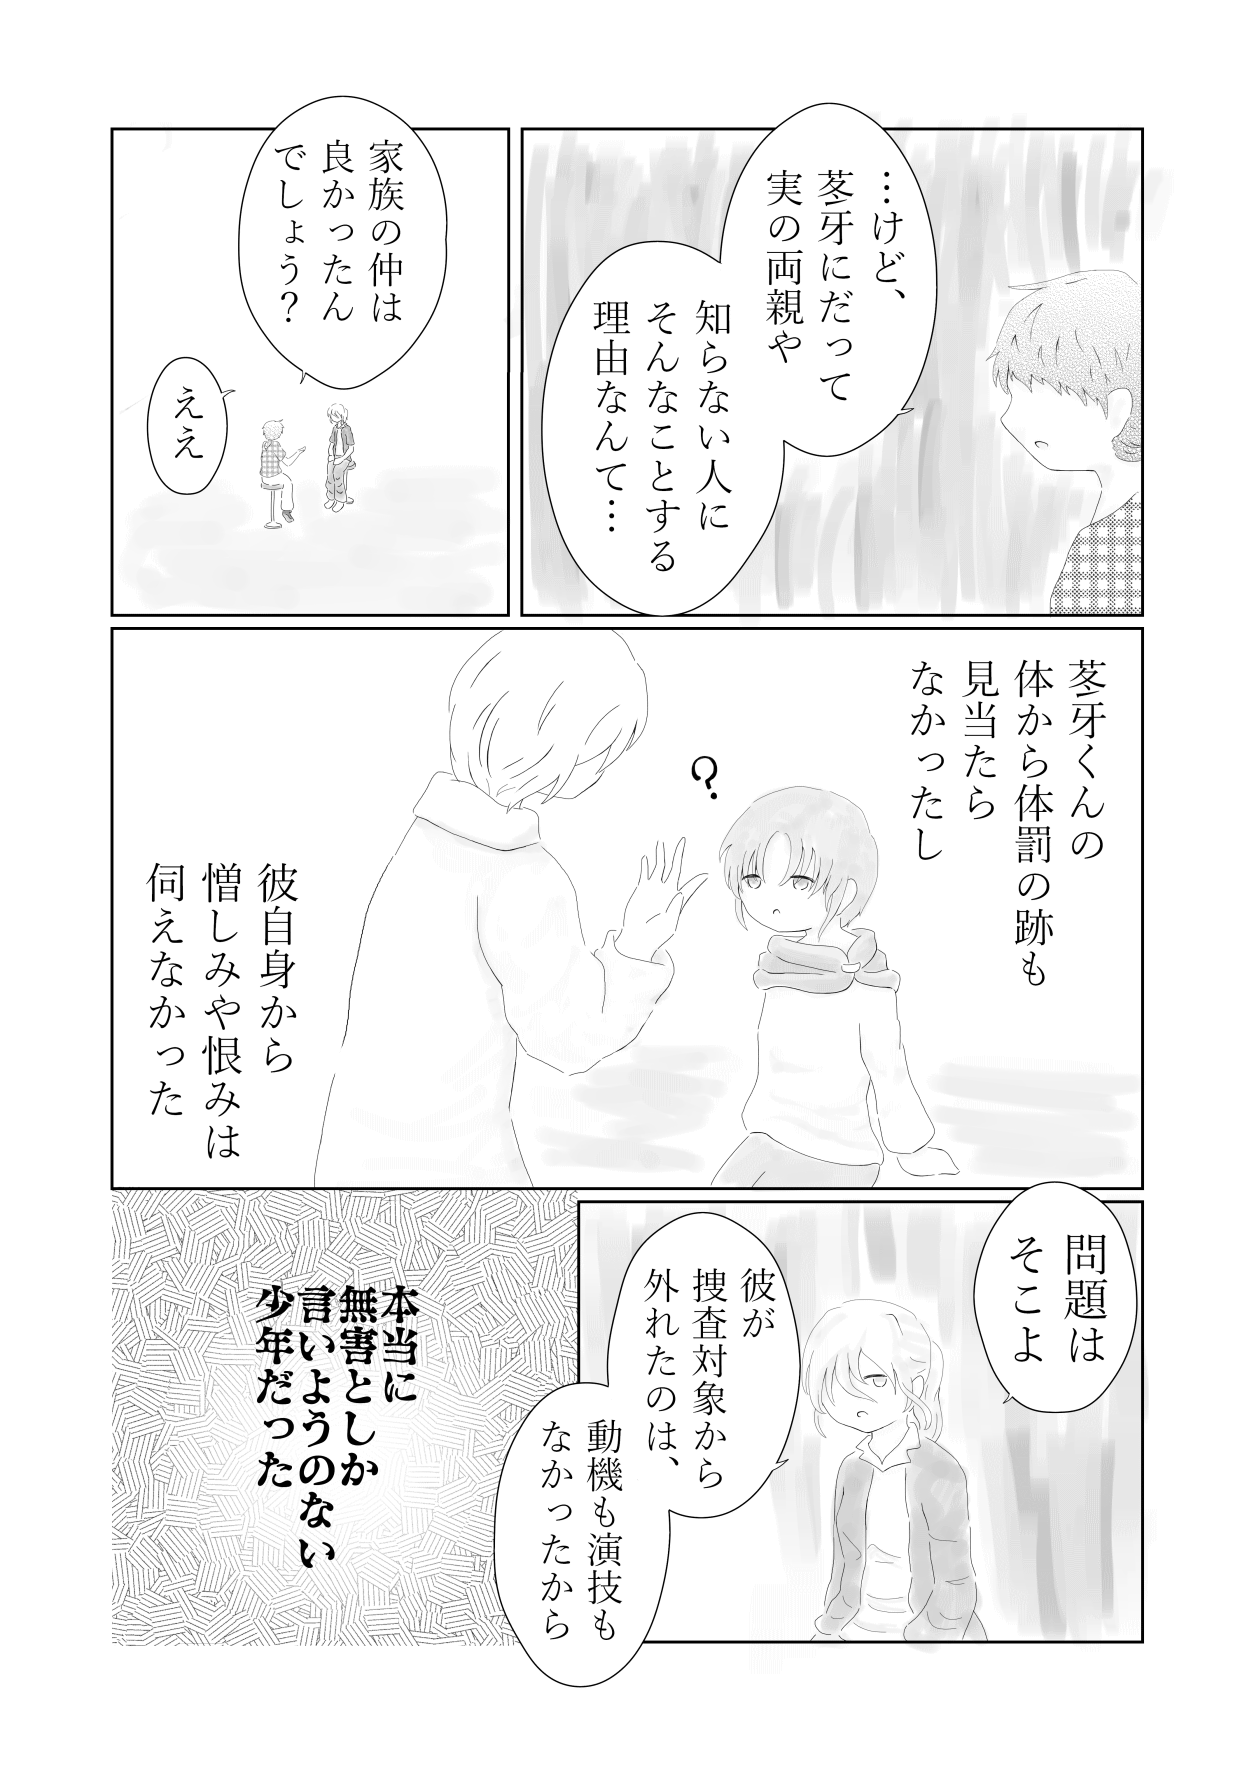 …けど、
苳牙にだって
実の両親や
知らない人に
そんなことする
理由なんて…
家族の仲は
良かったん
でしょう？
ええ
苳牙くんの
体から体罰の跡も
見当たら
なかったし
？
彼自身から
憎しみや恨みは
伺えなかった
問題は
そこよ
彼が
捜査対象から
外れたのは、
動機も演技も
なかったから
本当に
無害としか
言いようのない
少年だった